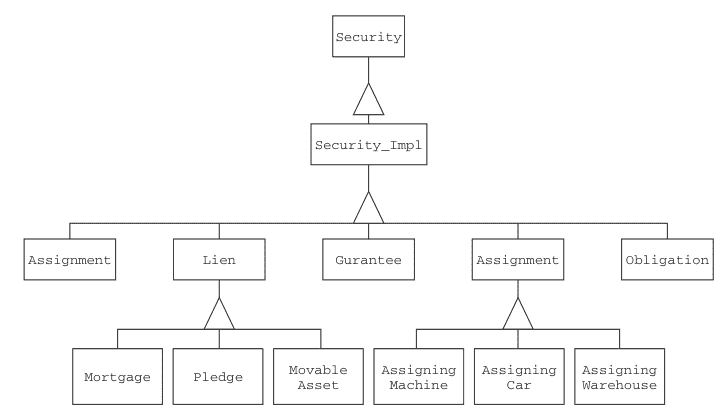 Security
Security_Impl
Assignment
Lien
Gurantee
Assignment
Obligation
Mortgage
Pledge
Movable
Asset
Assigning
Machine
Assigning
Car
Assigning
Warehouse